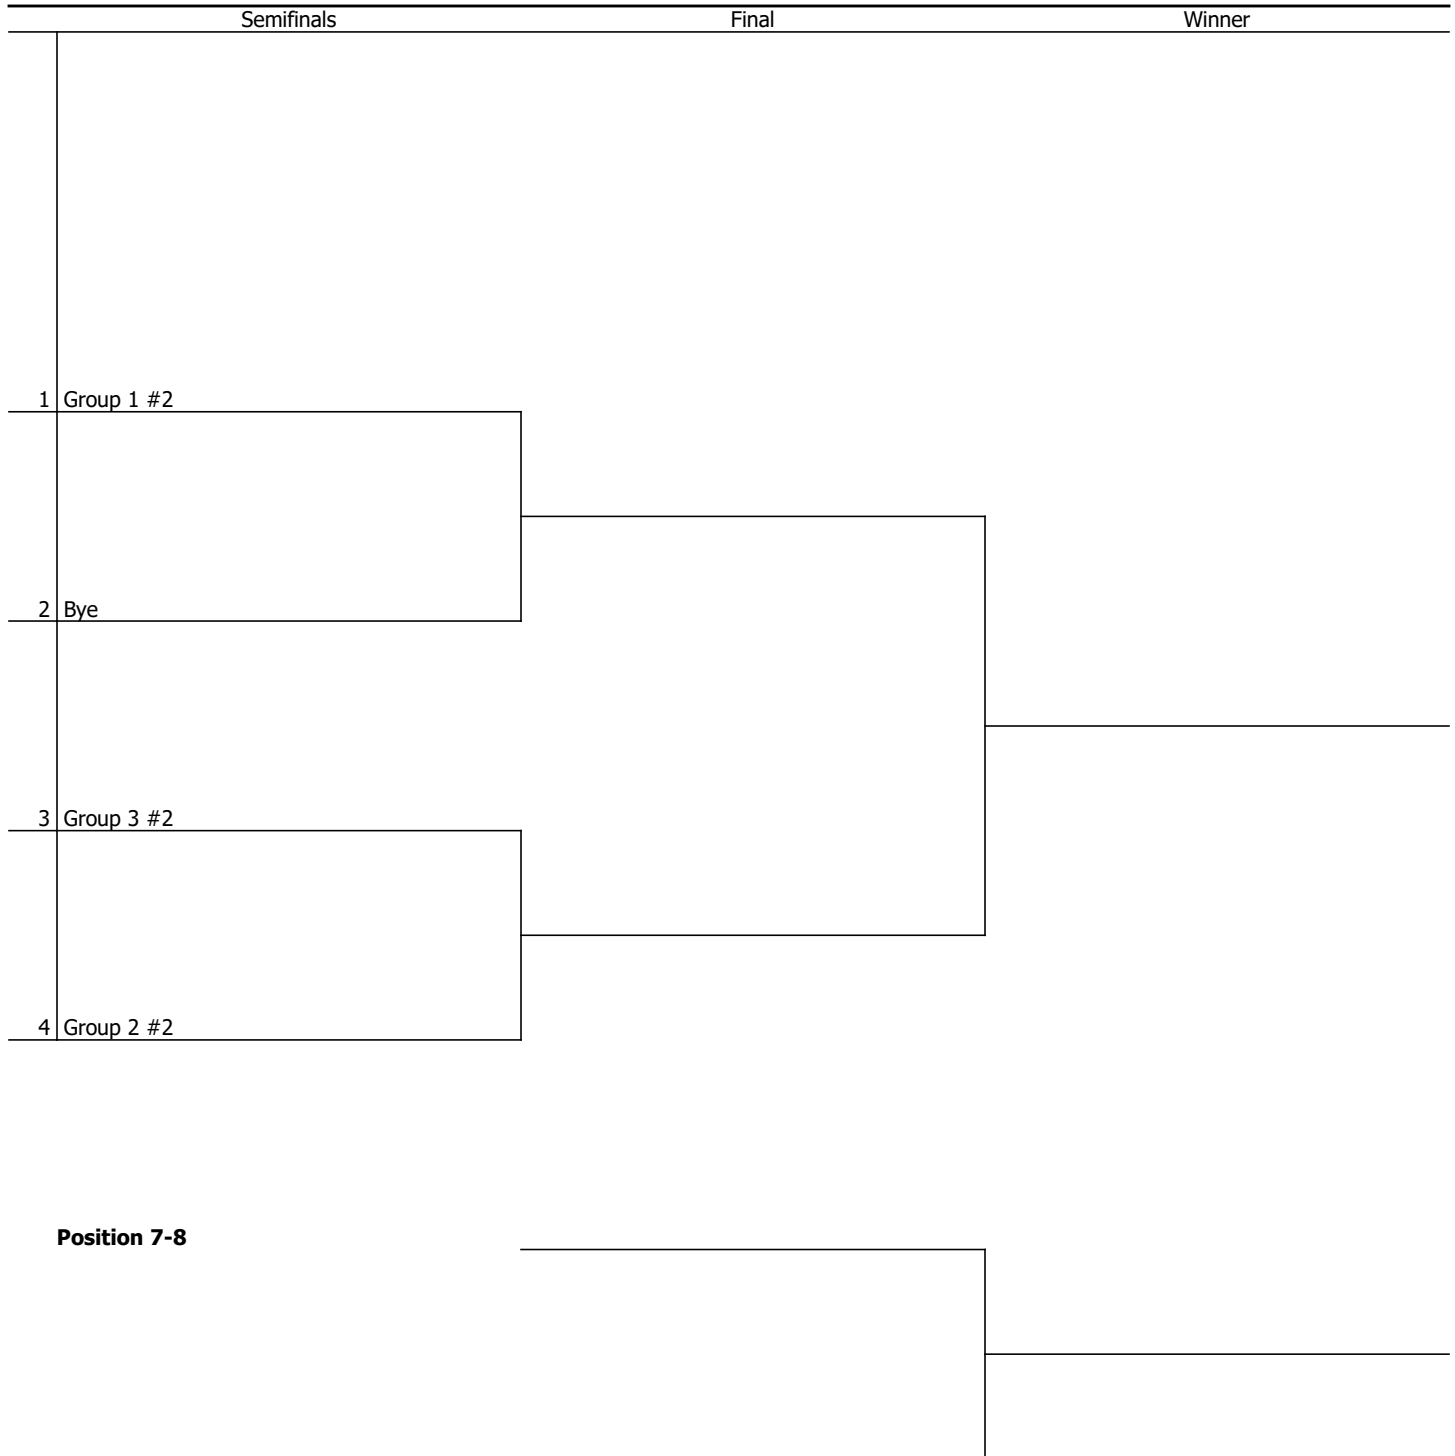 Semifinals Final Winner
1 Group 1 #2
2 Bye
3 Group 3 #2
4 Group 2 #2
Position 7-8